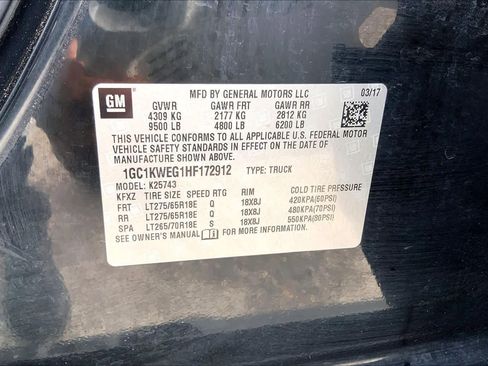 GM
MFD BY GENERAL MOTORS LLC 03/17
GVWR GAWR FRT GAWR RR
4309 KG 2177 KG 2812 KG
9500 LB 4800 LB 6200 LB
THIS VEHICLE CONFORMS TO ALL APPLICABLE U.S. FEDERAL MOTOR
VEHICLE SAFETY STANDARDS IN EFFECT ON THE DATE OF
MANUFACTURE SHOWN ABOVE.
1GC1KWEG1HF172912 TYPE: TRUCK
MODEL: K25743
KFXZ TIRE SIZE SPEED RTG RIM COLD TIRE PRESSURE
FRT LT275/65R18E Q 18X8J 420KPA(60PSI)
RR LT275/65R18E Q 18X8J 480KPA(70PSI)
SPA LT265/70R18E S 18X8J 550KPA(80PSI)
SEE OWNER'S MANUAL FOR MORE INFORMATION.